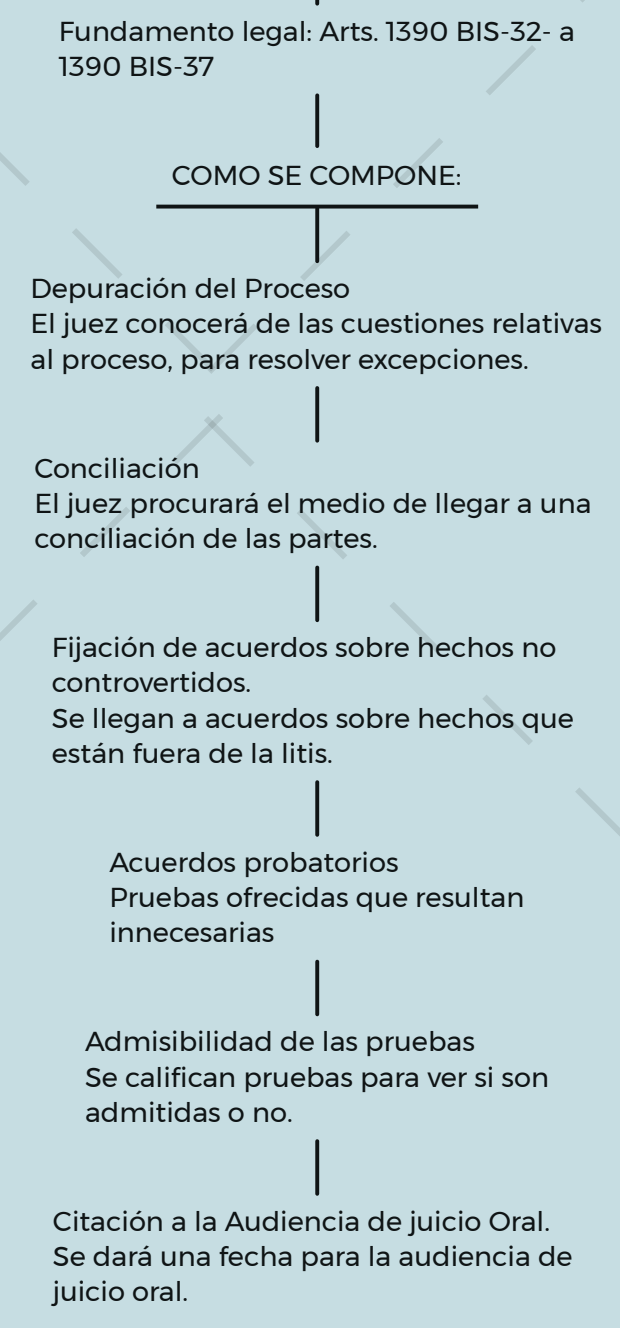 Fundamento legal: Arts. 1390 BIS-32- a
1390 BIS-37
COMO SE COMPONE:
Depuración del Proceso
El juez conocerá de las cuestiones relativas
al proceso, para resolver excepciones.
Conciliación
El juez procurará el medio de llegar a una
conciliación de las partes.
Fijación de acuerdos sobre hechos no
controvertidos.
Se llegan a acuerdos sobre hechos que
están fuera de la litis.
Acuerdos probatorios
Pruebas ofrecidas que resultan
innecesarias
Admisibilidad de las pruebas
Se califican pruebas para ver si son
admitidas o no.
Citación a la Audiencia de juicio Oral.
Se dará una fecha para la audiencia de
juicio oral.